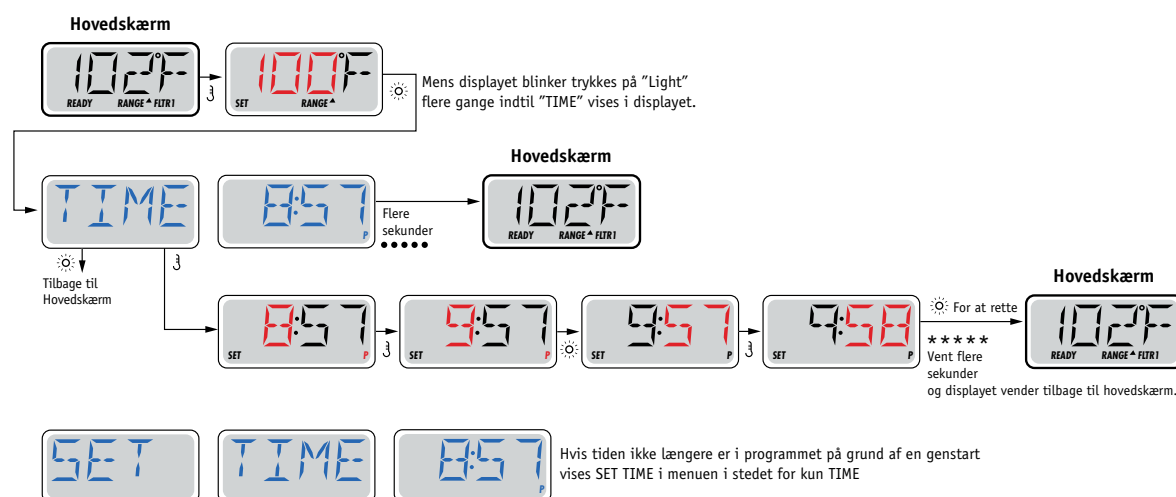 Hovedskærm
102°F
READY RANGE FLTR1
100°F
SET RANGE
Mens displayet blinker trykkes på "Light"
flere gange indtil "TIME" vises i displayet.
Hovedskærm
TIME
8:57
P
Flere
sekunder
102°F
READY RANGE FLTR1
Tilbage til
Hovedskærm
Hovedskærm
8:57
SET P
9:57
SET P
9:57
SET
9:58
SET
For at rette
*****
Vent flere
sekunder
og displayet vender tilbage til hovedskærm.
102°F
READY RANGE FLTR1
SET
TIME
8:57
P
Hvis tiden ikke længere er i programmet på grund af en genstart
vises SET TIME i menuen i stedet for kun TIME